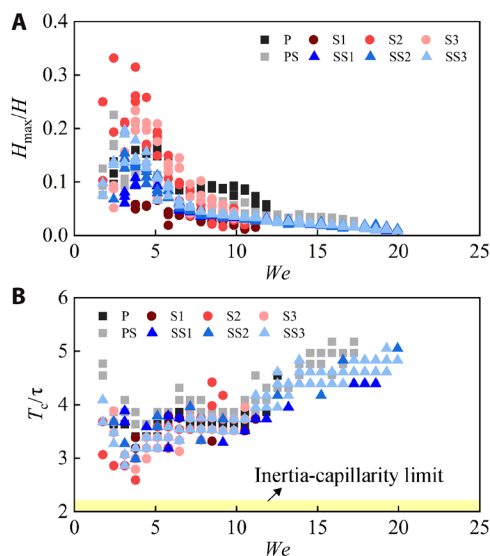 A
H_max/H
0.4
0.3
0.2
0.1
0.0
P S1 S2 S3
PS SS1 SS2 SS3
0 5 10 15 20 25
We
B
T_c/τ
6
5
4
3
2
P S1 S2 S3
PS SS1 SS2 SS3
Inertia-capillarity limit
0 5 10 15 20 25
We